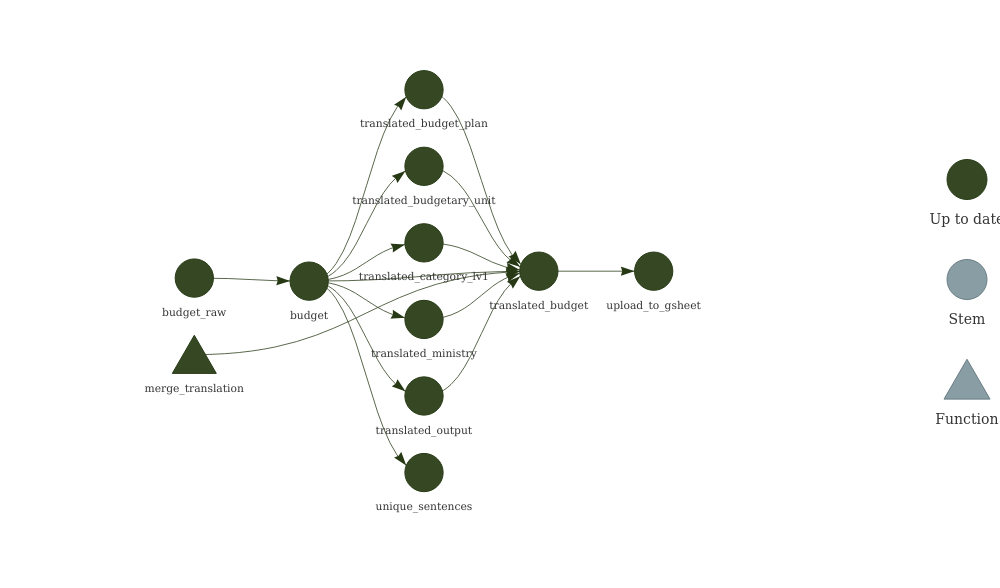 translated_budget_plan
translated_budgetary_unit
translated_category_lv1
budget_raw
budget
translated_budget
upload_to_gsheet
translated_ministry
merge_translation
translated_output
unique_sentences
Up to date
Stem
Function